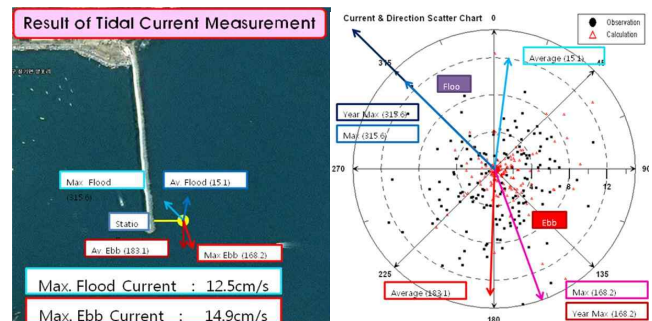 Result of Tidal Current Measurement
Max. Flood
(315.6)
Av. Flood (15.1)
Statio
Av. Ebb (183.1)
Max Ebb (168.2)
Max. Flood Current : 12.5cm/s
Max. Ebb Current : 14.9cm/s
Current & Direction Scatter Chart 0
Observation
Calculation
315
45
Average (15.1)
Floo
Year Max (315.6)
Max (315.6)
270
4 8 12
90
Ebb
225
135
Average (183.1)
Max (168.2)
180
Year Max (168.2)